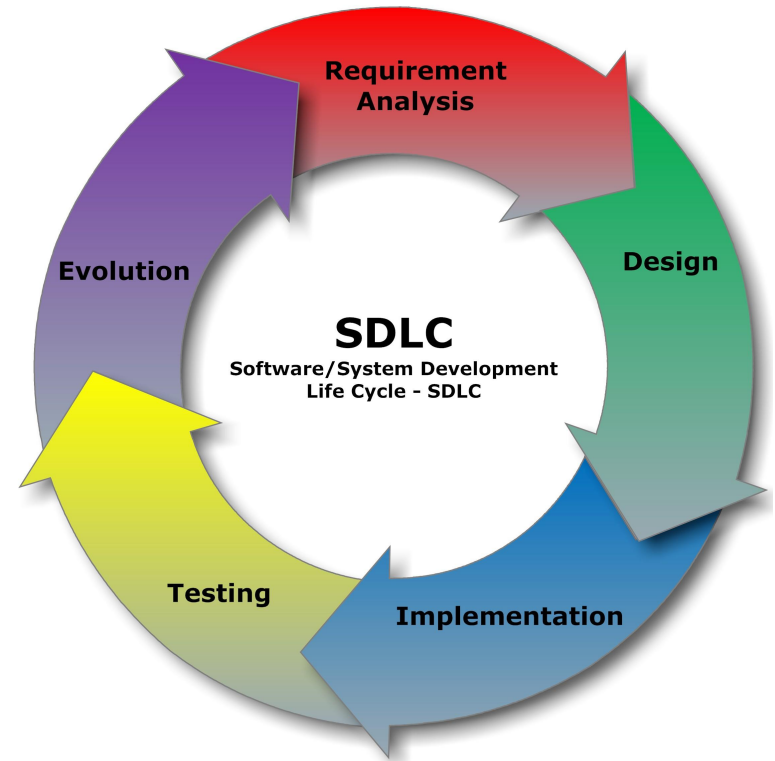 Requirement
Analysis
Design
Implementation
Testing
Evolution
SDLC
Software/System Development
Life Cycle - SDLC